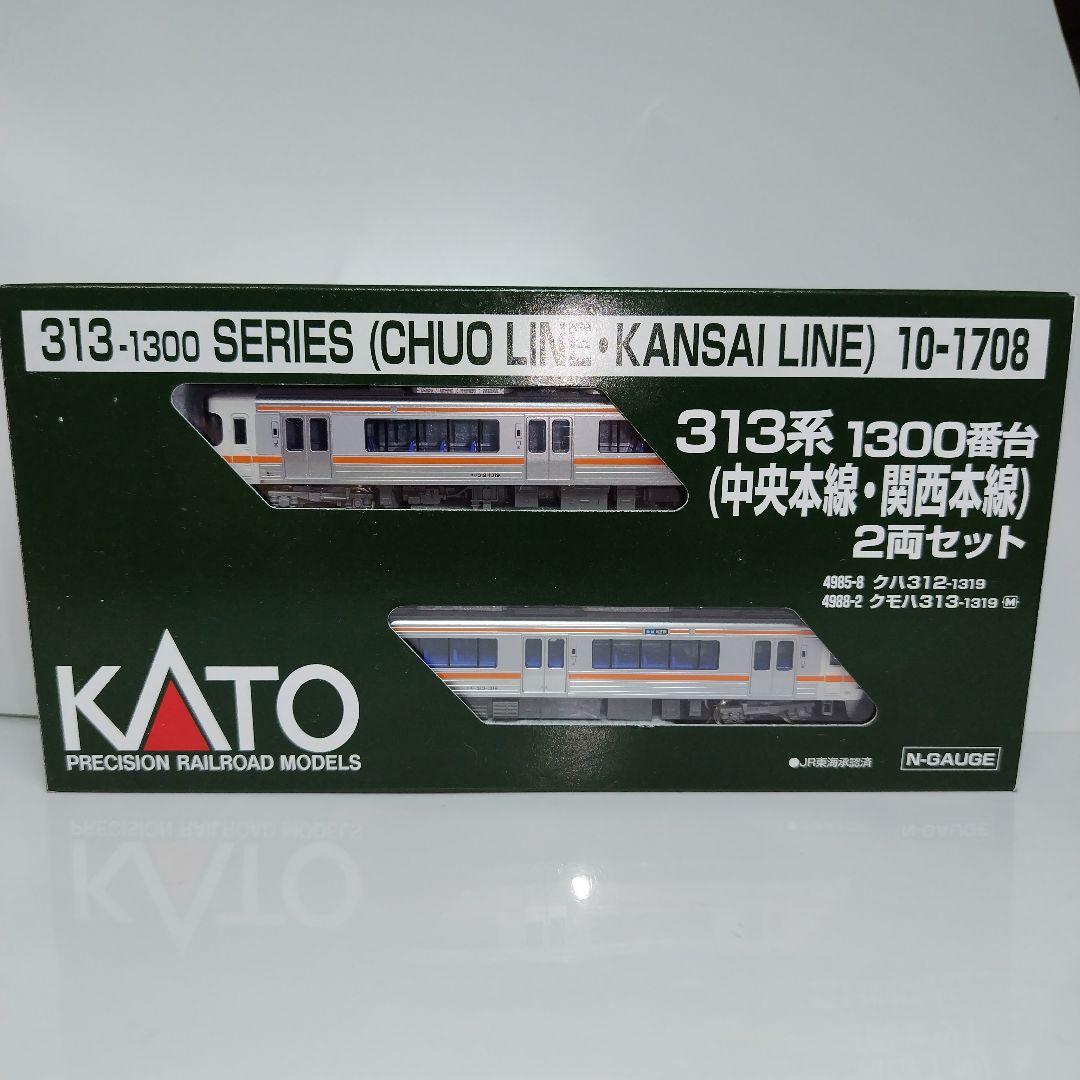 313-1300 SERIES (CHUO LINE・KANSAI LINE) 10-1708
313系 1300番台
(中央本線・関西本線)
2両セット
4985-8 クハ312-1319
4988-2 クモハ313-1319 M
KATO
PRECISION RAILROAD MODELS
●JR東海承認済
N-GAUGE